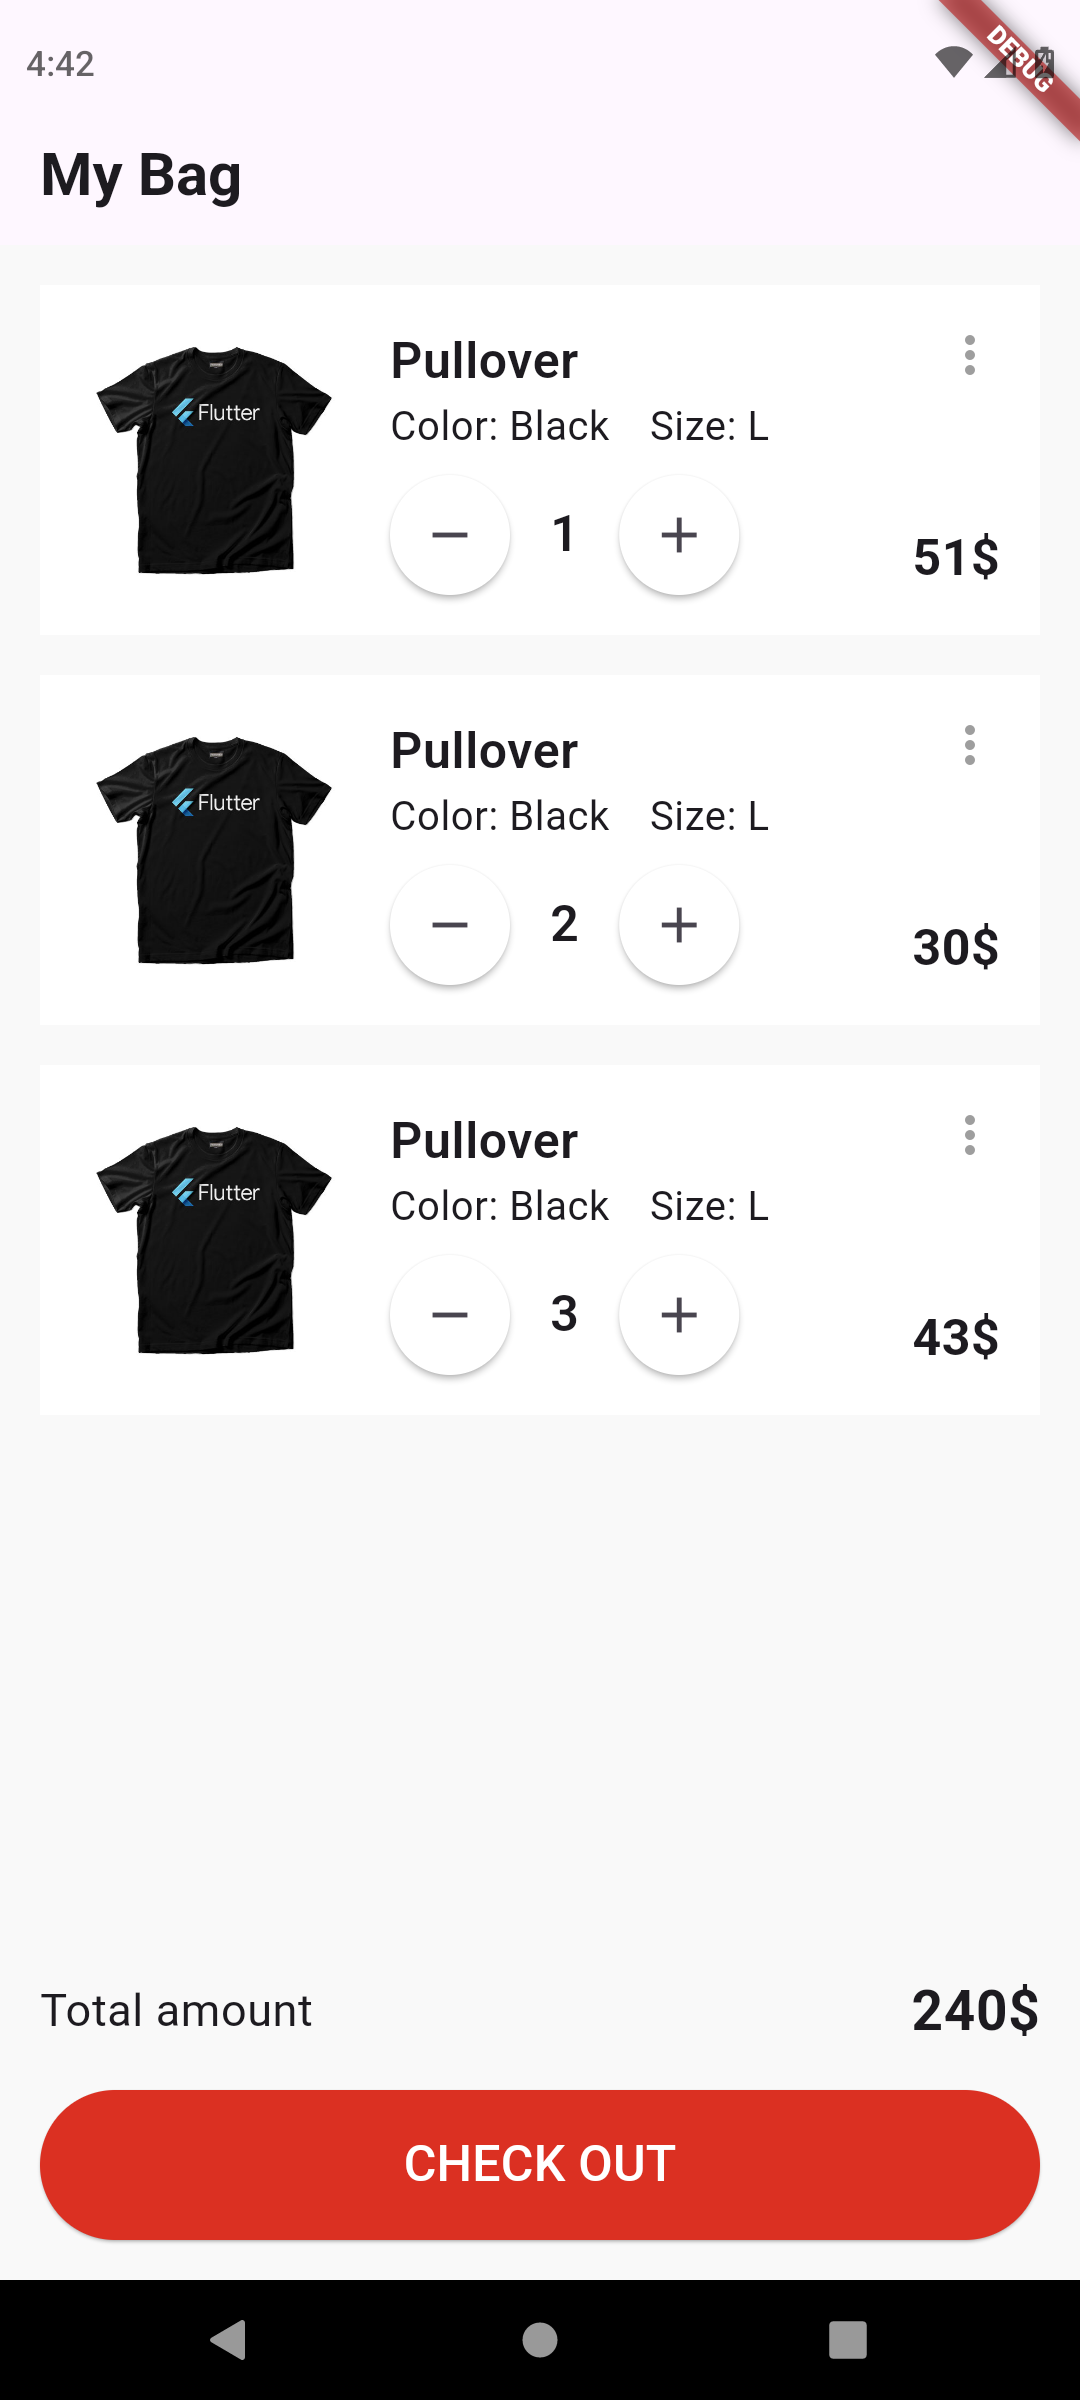 4:42
DEBUG
My Bag
Pullover
Flutter
Color: Black Size: L
1
51$
Pullover
Flutter
Color: Black Size: L
2
30$
Pullover
Flutter
Color: Black Size: L
3
43$
Total amount 240$
CHECK OUT